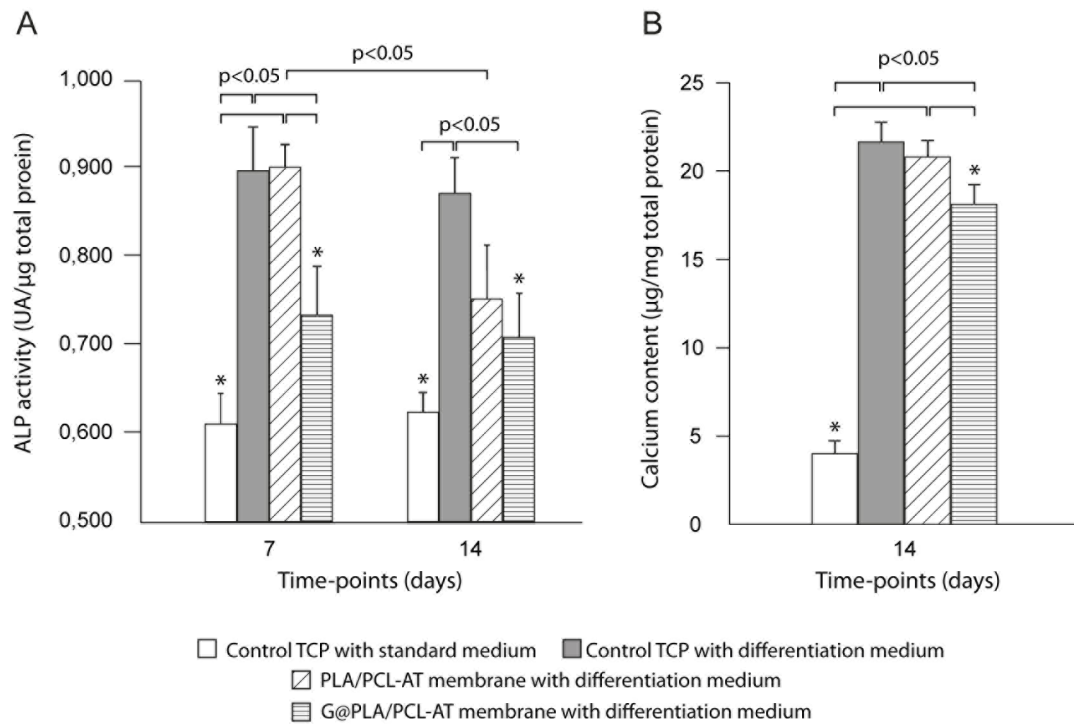 A
p<0.05
p<0.05
p<0.05
1,000
0,900
0,800
0,700
0,600
0,500
ALP activity (UA/µg total proein)
*
*
*
*
7
14
Time-points (days)
B
p<0.05
25
20
15
10
5
0
Calcium content (µg/mg total protein)
*
*
14
Time-points (days)
Control TCP with standard medium
Control TCP with differentiation medium
PLA/PCL-AT membrane with differentiation medium
G@PLA/PCL-AT membrane with differentiation medium